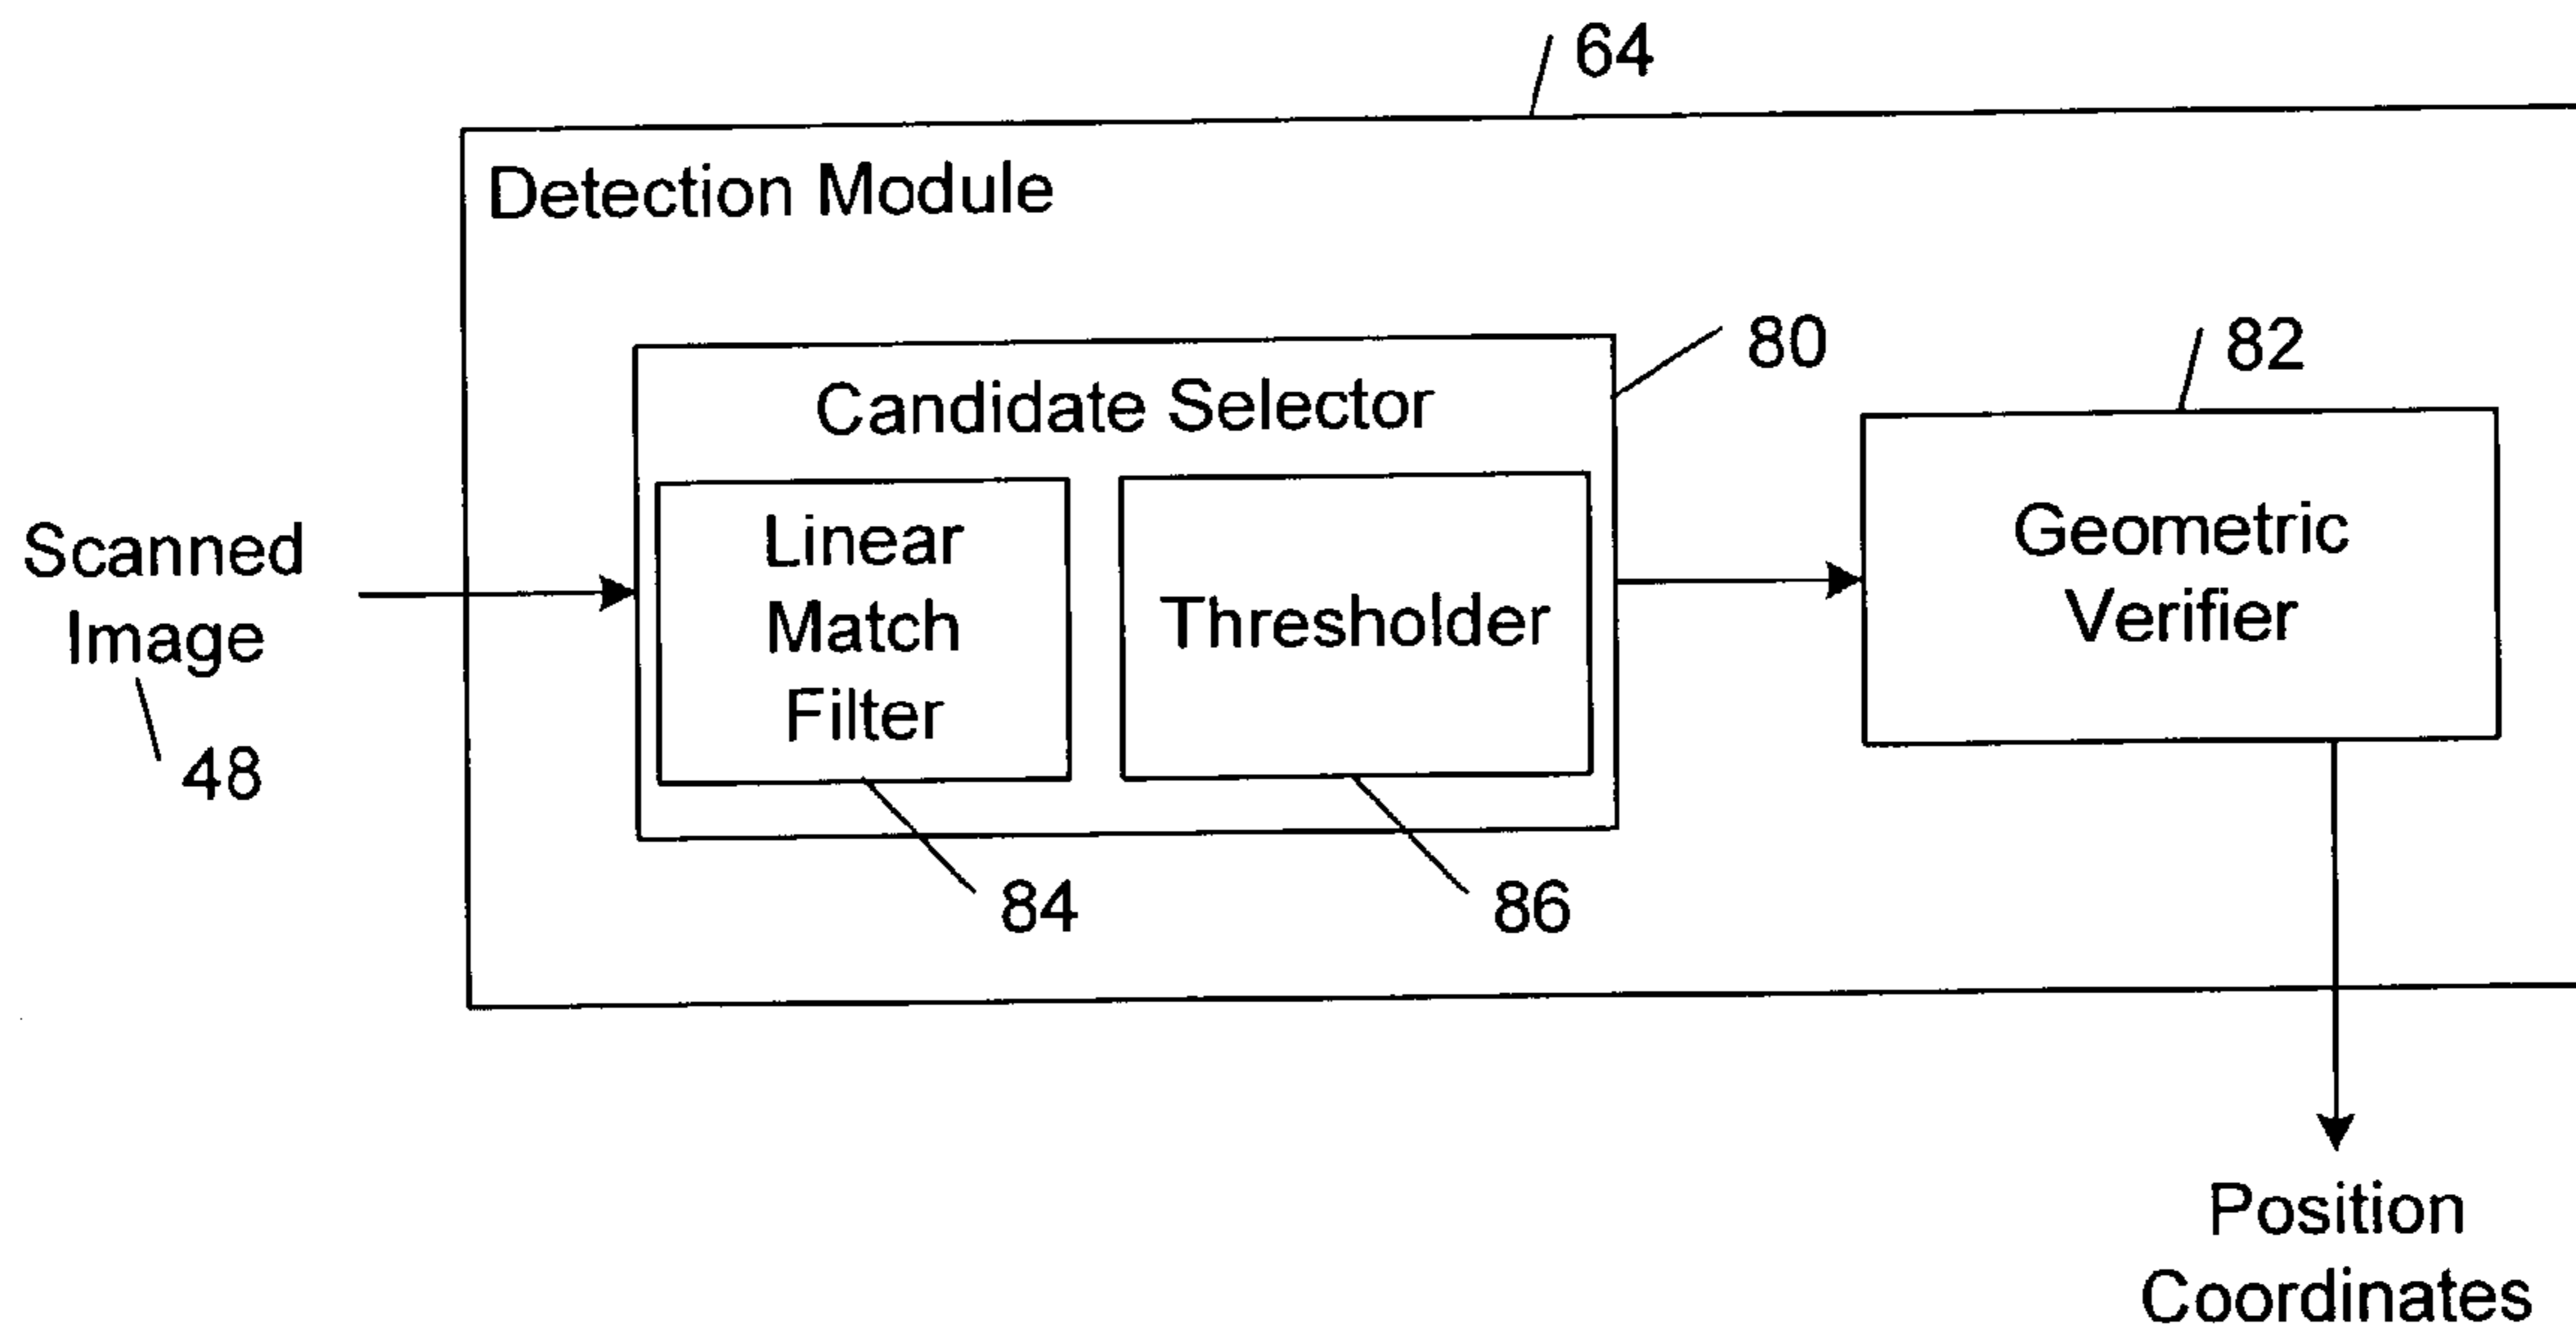 64
Detection Module
80
82
Candidate Selector
Linear
Match
Filter
Thresholder
Geometric
Verifier
Scanned
Image
48
84
86
Position
Coordinates